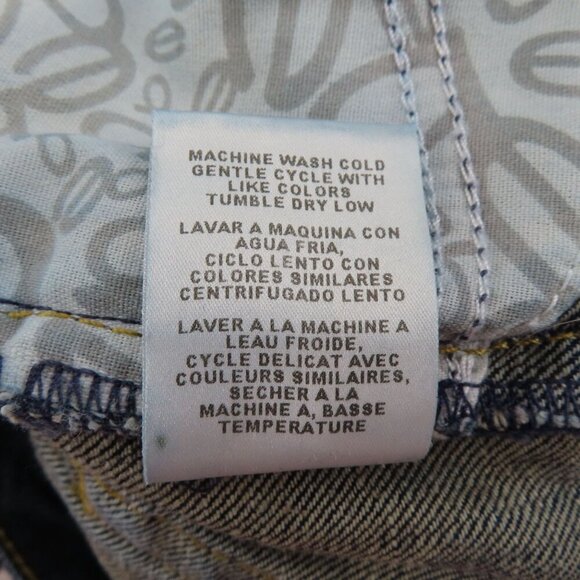 MACHINE WASH COLD
GENTLE CYCLE WITH
LIKE COLORS
TUMBLE DRY LOW
LAVAR A MAQUINA CON
AGUA FRIA,
CICLO LENTO CON
COLORES SIMILARES
CENTRIFUGADO LENTO
LAVER A LA MACHINE A
LEAU FROIDE,
CYCLE DELICAT AVEC
COULEURS SIMILAIRES,
SECHER A LA
MACHINE A, BASSE
TEMPERATURE